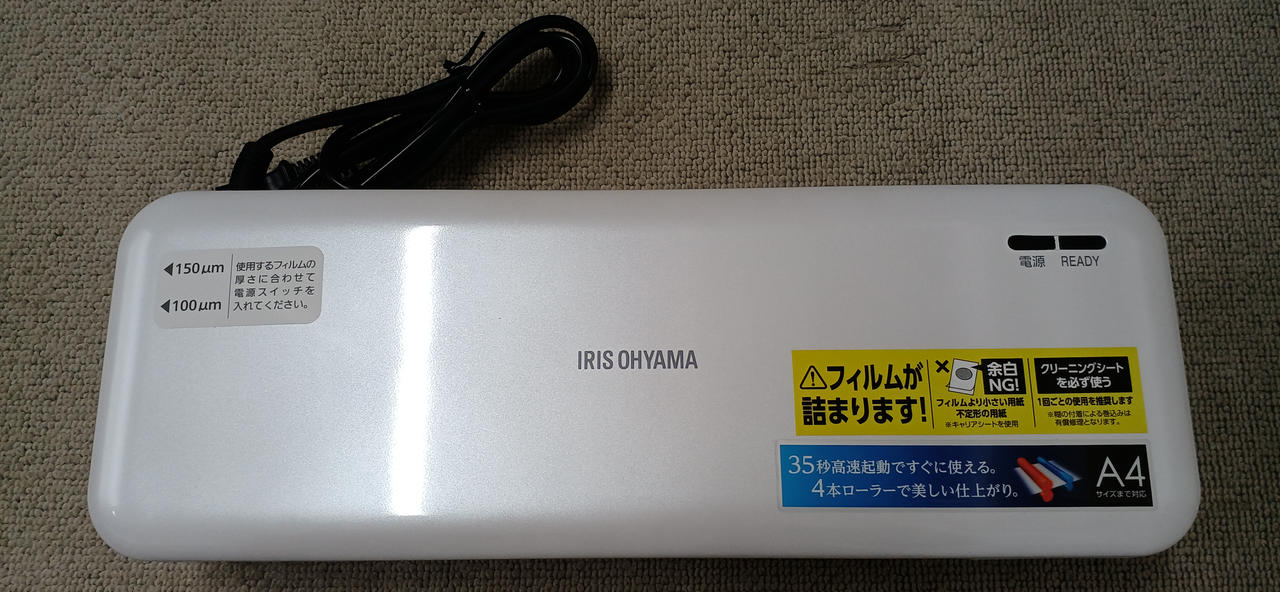 150μm
100μm
使用するフィルムの
厚さに合わせて
電源スイッチを
入れてください。
電源 READY
IRIS OHYAMA
フィルムが
詰まります!
余白
NG!
フィルムより小さい用紙
不定形の用紙
※キャリアシートを使用
クリーニングシート
を必ず使う
1回ごとの使用を推奨します
※糊の付着による巻込みは
有償修理となります。
35秒高速起動ですぐに使える。
4本ローラーで美しい仕上がり。
A4
サイズまで対応